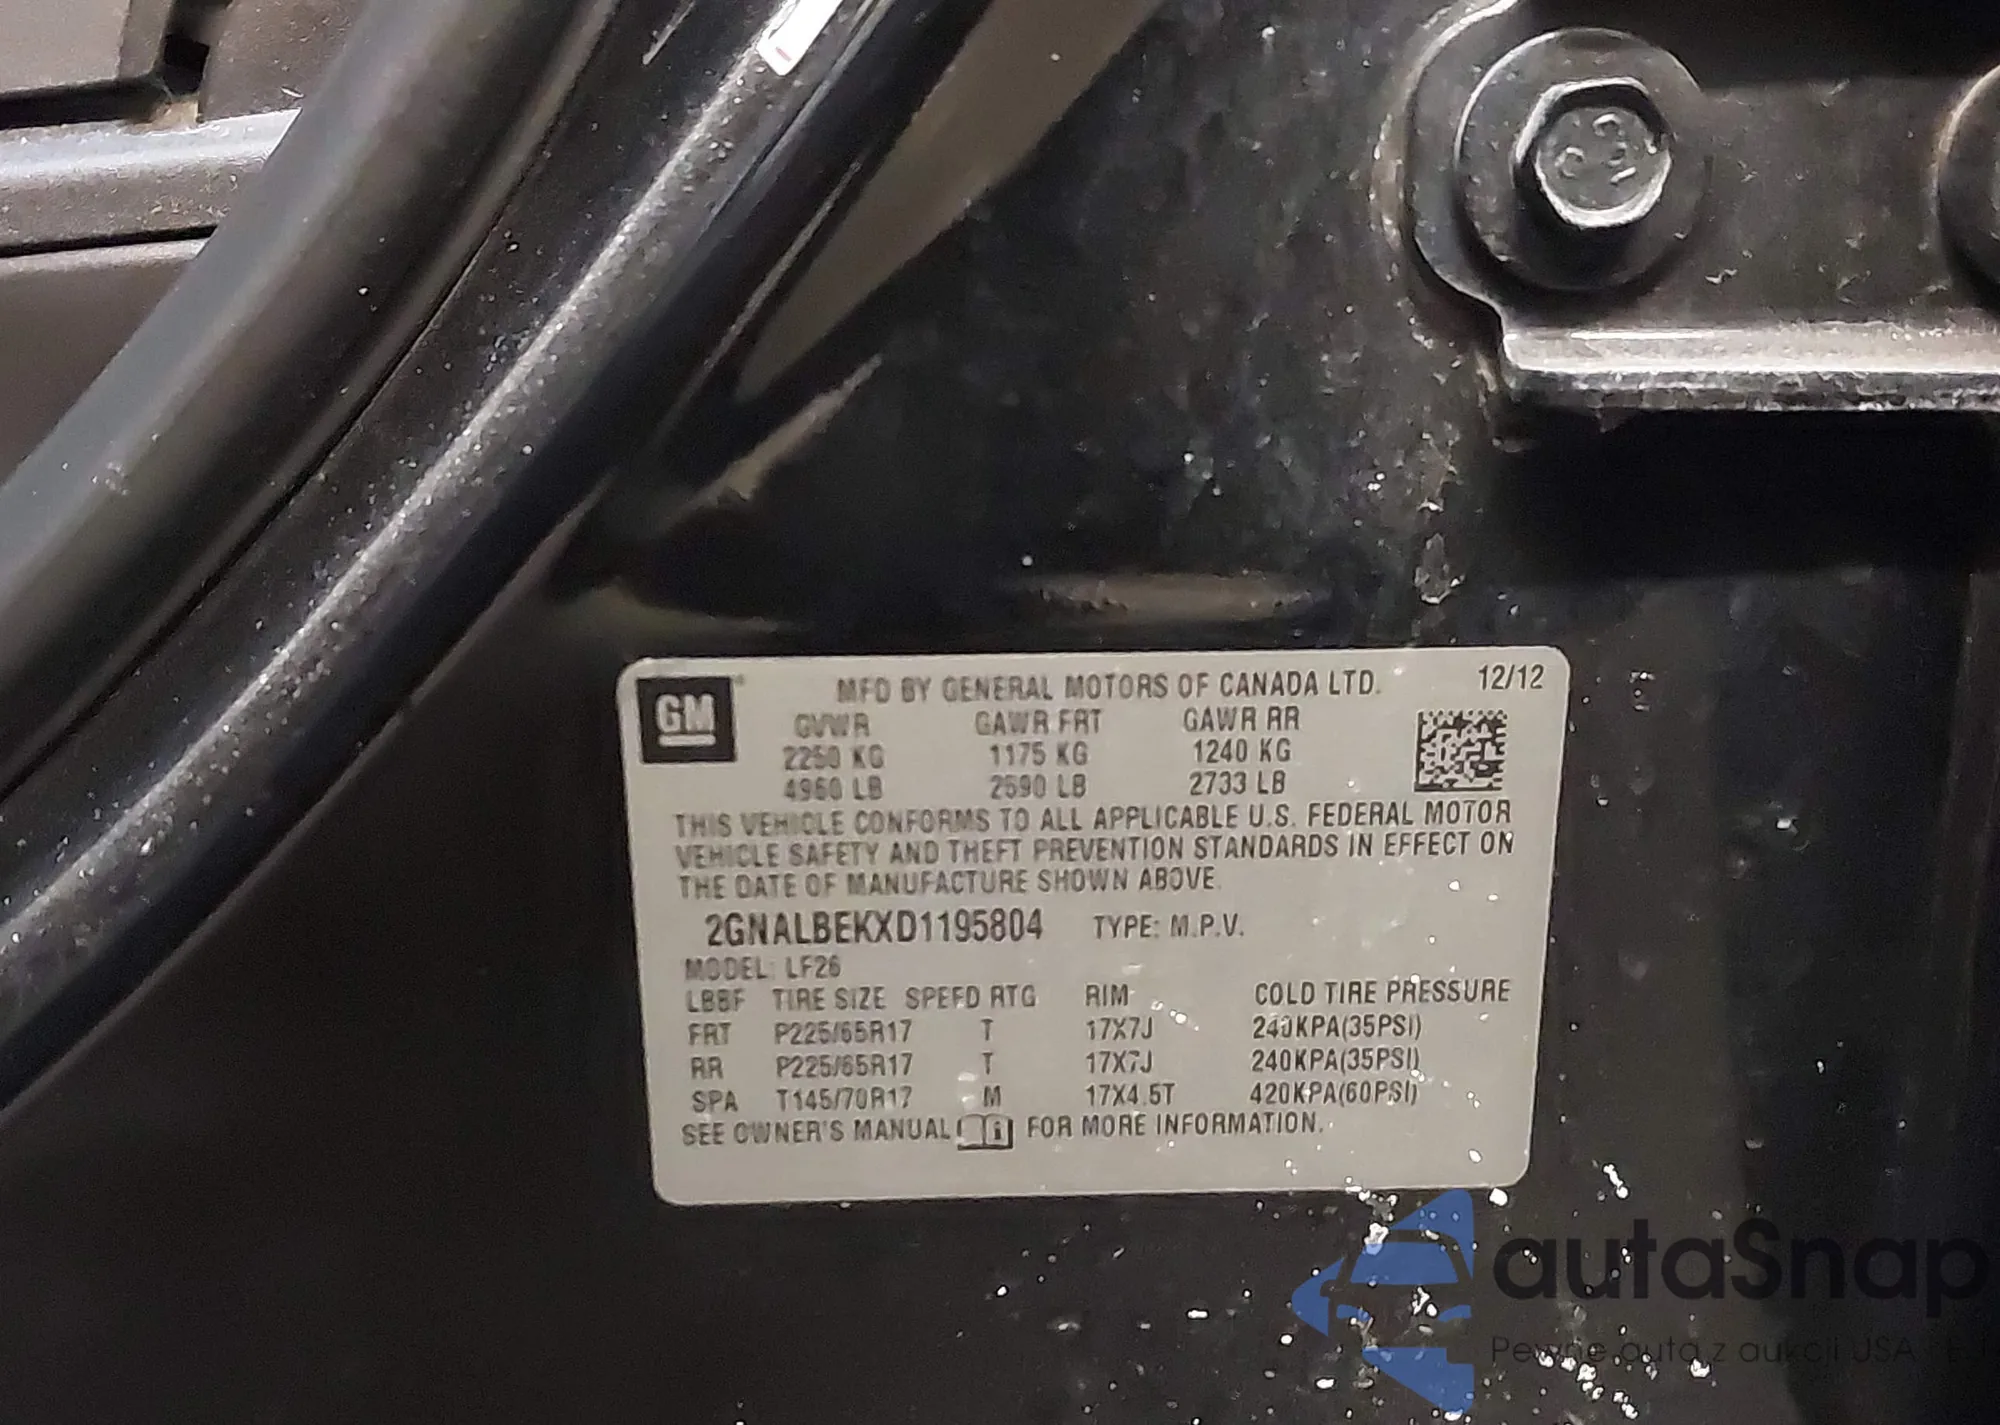 GM
MFD BY GENERAL MOTORS OF CANADA LTD. 12/12
GVWR GAWR FRT GAWR RR
2250 KG 1175 KG 1240 KG
4960 LB 2590 LB 2733 LB
THIS VEHICLE CONFORMS TO ALL APPLICABLE U.S. FEDERAL MOTOR
VEHICLE SAFETY AND THEFT PREVENTION STANDARDS IN EFFECT ON
THE DATE OF MANUFACTURE SHOWN ABOVE.
2GNALBEKXD1195804 TYPE: M.P.V.
MODEL: LF26
LBBF TIRE SIZE SPEED RTG RIM COLD TIRE PRESSURE
FRT P225/65R17 T 17X7J 240KPA(35PSI)
RR P225/65R17 T 17X7J 240KPA(35PSI)
SPA T145/70R17 M 17X4.5T 420KPA(60PSI)
SEE OWNER'S MANUAL i FOR MORE INFORMATION.
autaSnap
Pewne auta z aukcji USA